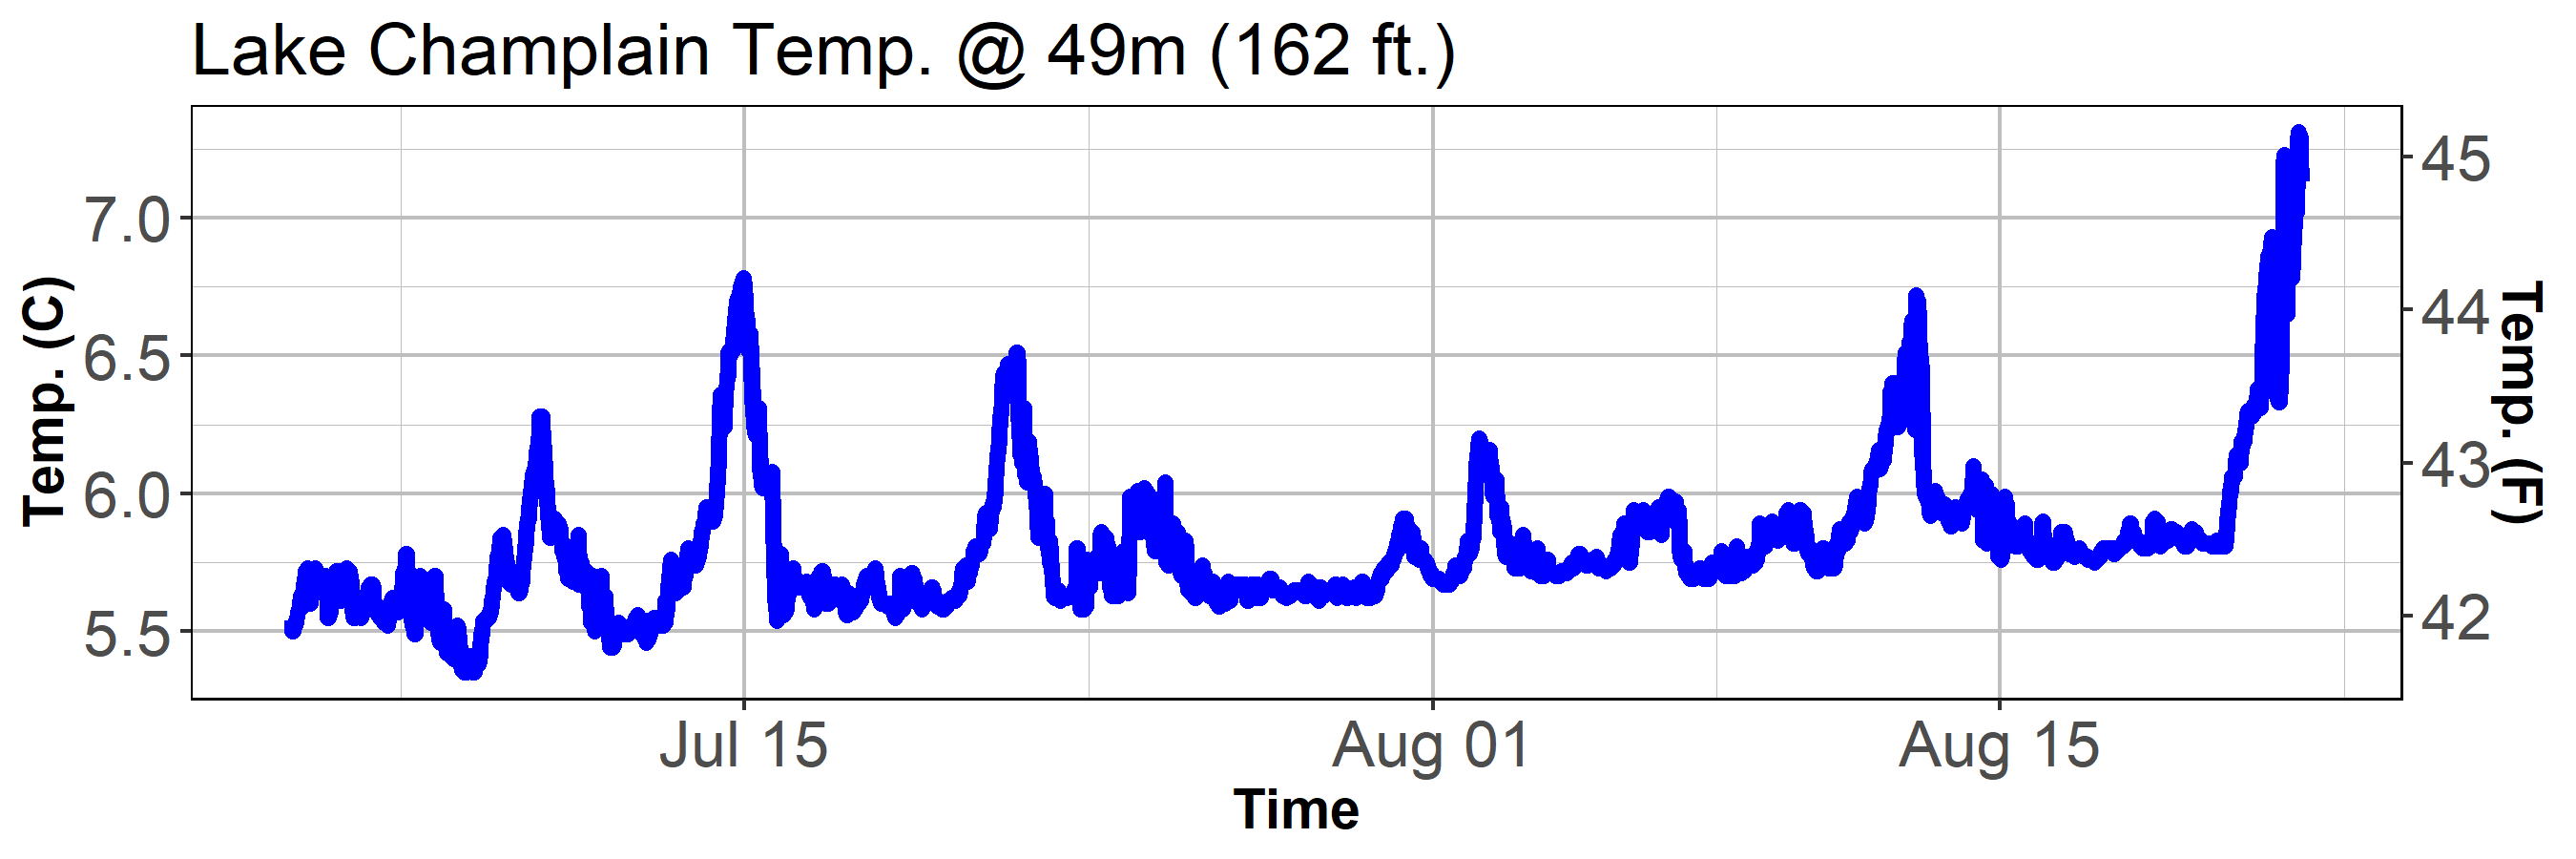 Lake Champlain Temp. @ 49m (162 ft.)
Temp. (C)
7.0
6.5
6.0
5.5
45
44
43
42
Temp. (F)
Jul 15
Aug 01
Aug 15
Time